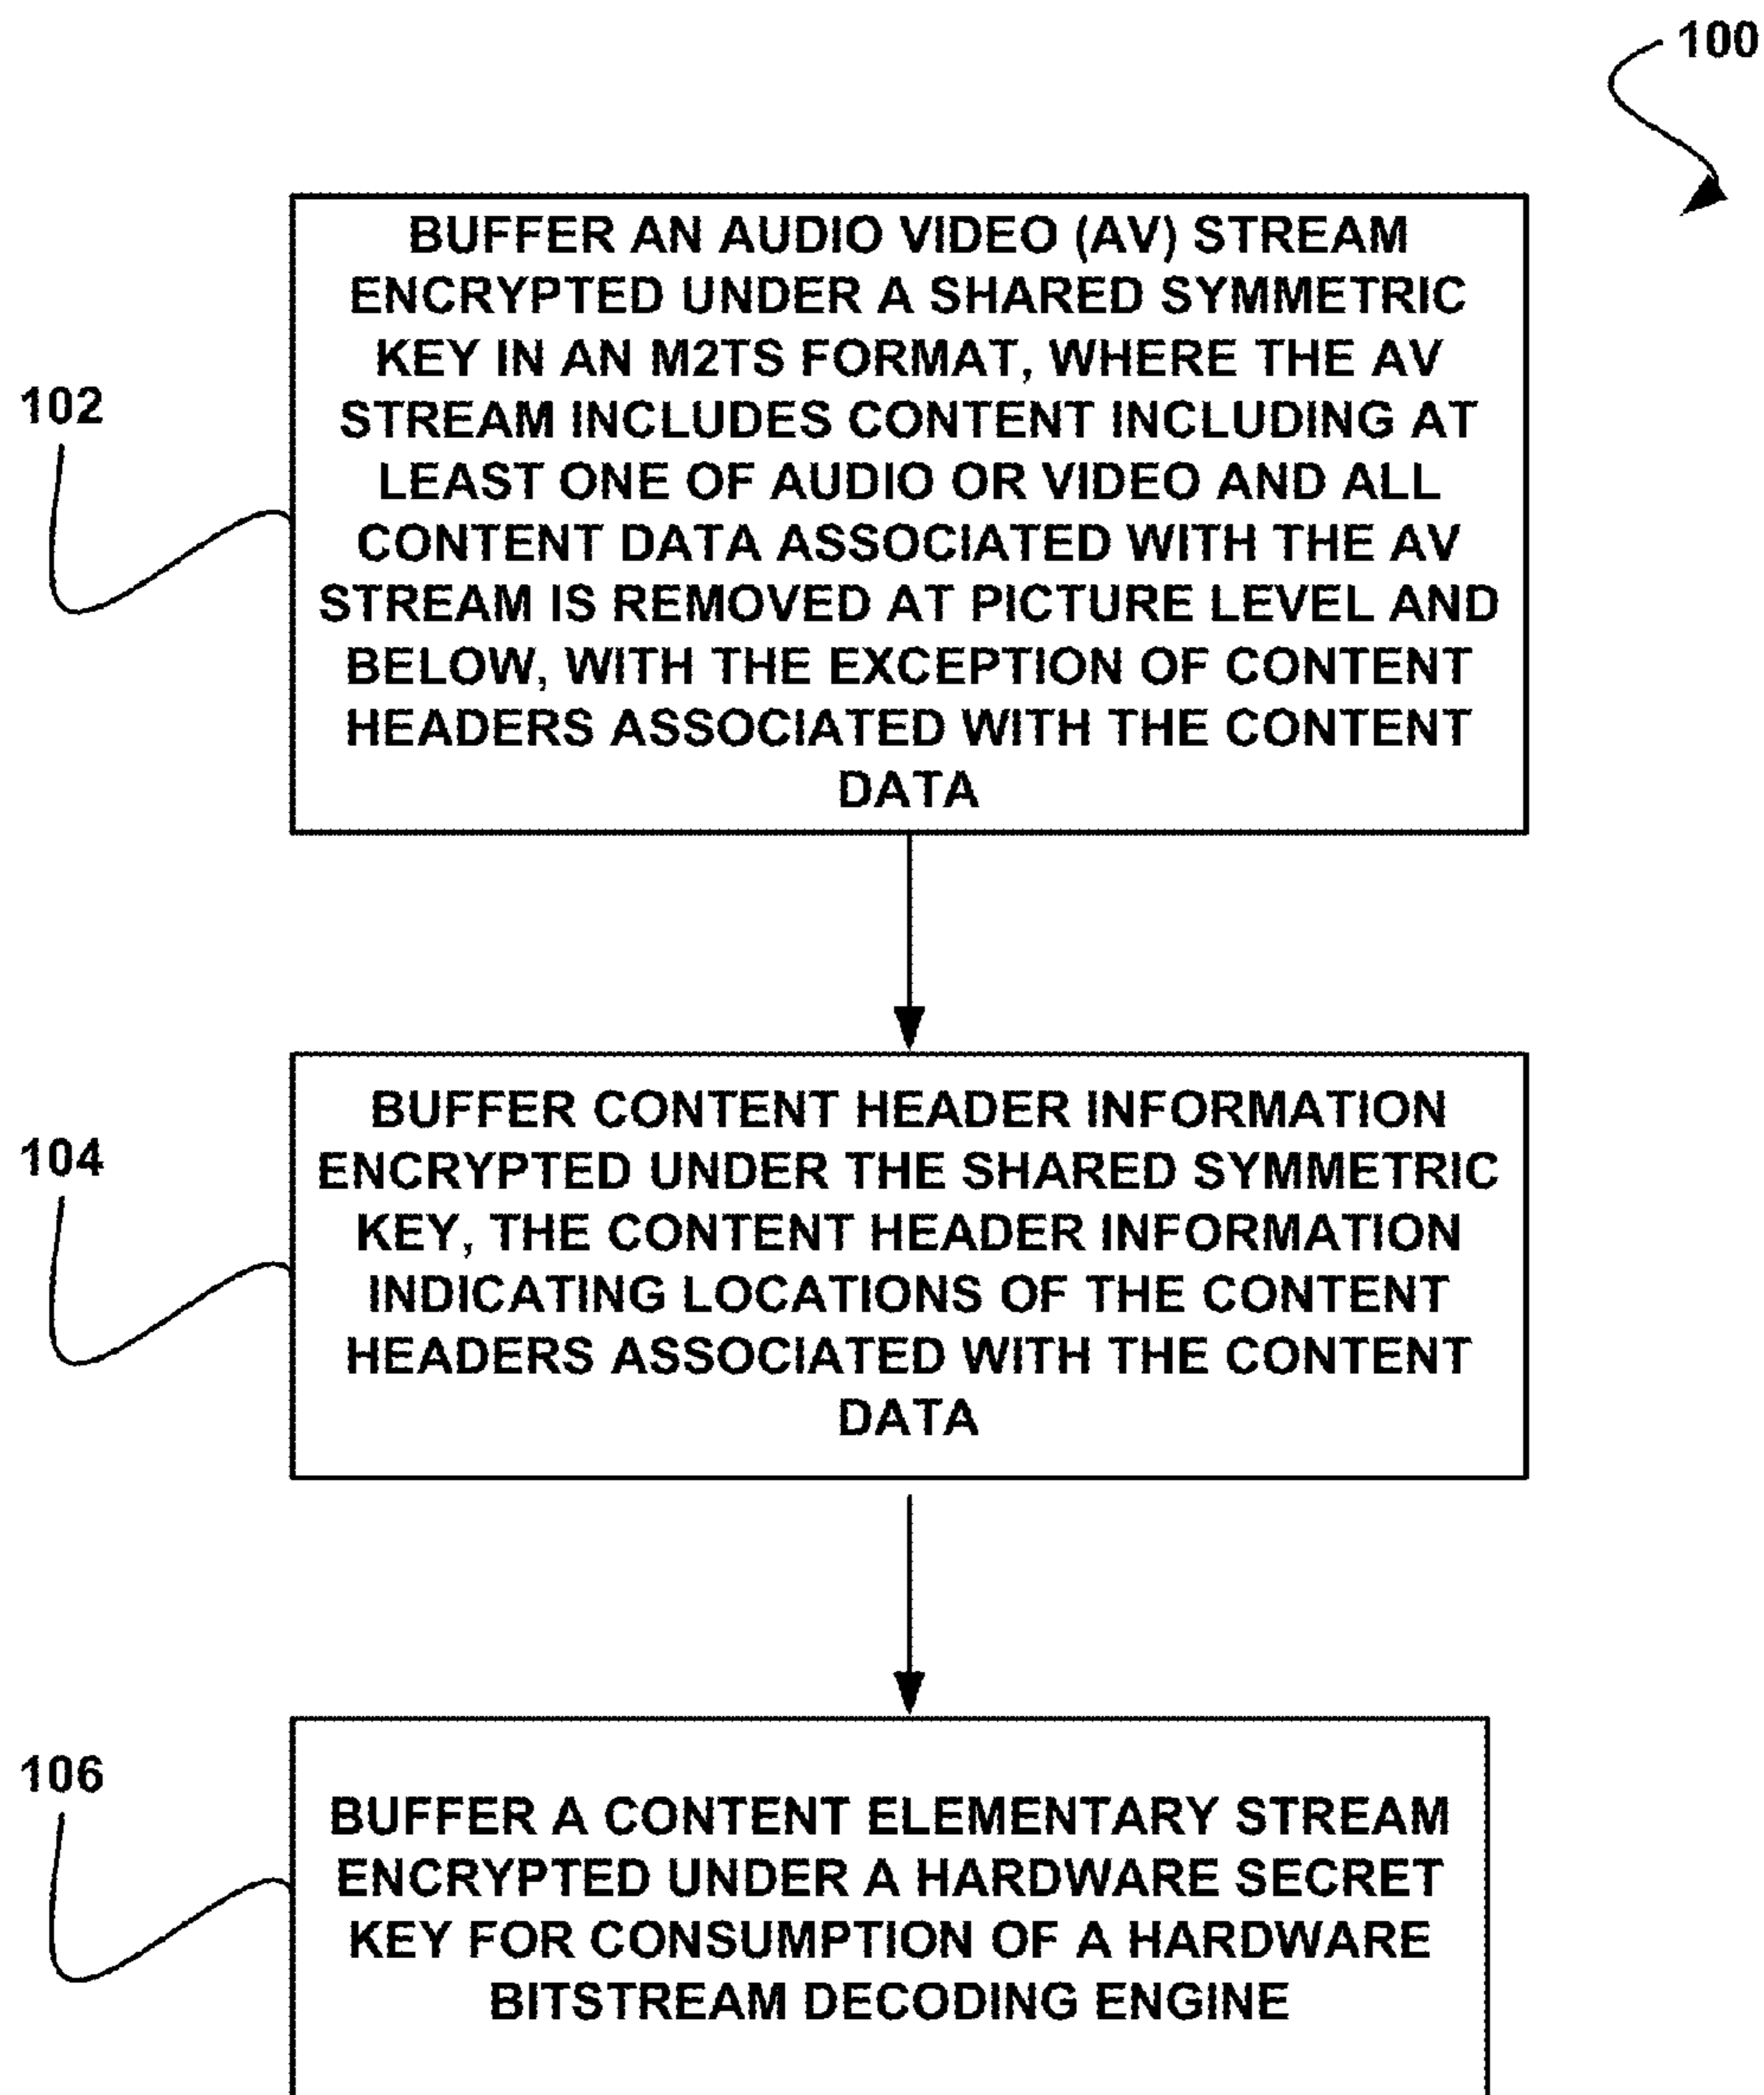 100
102
BUFFER AN AUDIO VIDEO (AV) STREAM
ENCRYPTED UNDER A SHARED SYMMETRIC
KEY IN AN M2TS FORMAT, WHERE THE AV
STREAM INCLUDES CONTENT INCLUDING AT
LEAST ONE OF AUDIO OR VIDEO AND ALL
CONTENT DATA ASSOCIATED WITH THE AV
STREAM IS REMOVED AT PICTURE LEVEL AND
BELOW, WITH THE EXCEPTION OF CONTENT
HEADERS ASSOCIATED WITH THE CONTENT
DATA
104
BUFFER CONTENT HEADER INFORMATION
ENCRYPTED UNDER THE SHARED SYMMETRIC
KEY, THE CONTENT HEADER INFORMATION
INDICATING LOCATIONS OF THE CONTENT
HEADERS ASSOCIATED WITH THE CONTENT
DATA
106
BUFFER A CONTENT ELEMENTARY STREAM
ENCRYPTED UNDER A HARDWARE SECRET
KEY FOR CONSUMPTION OF A HARDWARE
BITSTREAM DECODING ENGINE